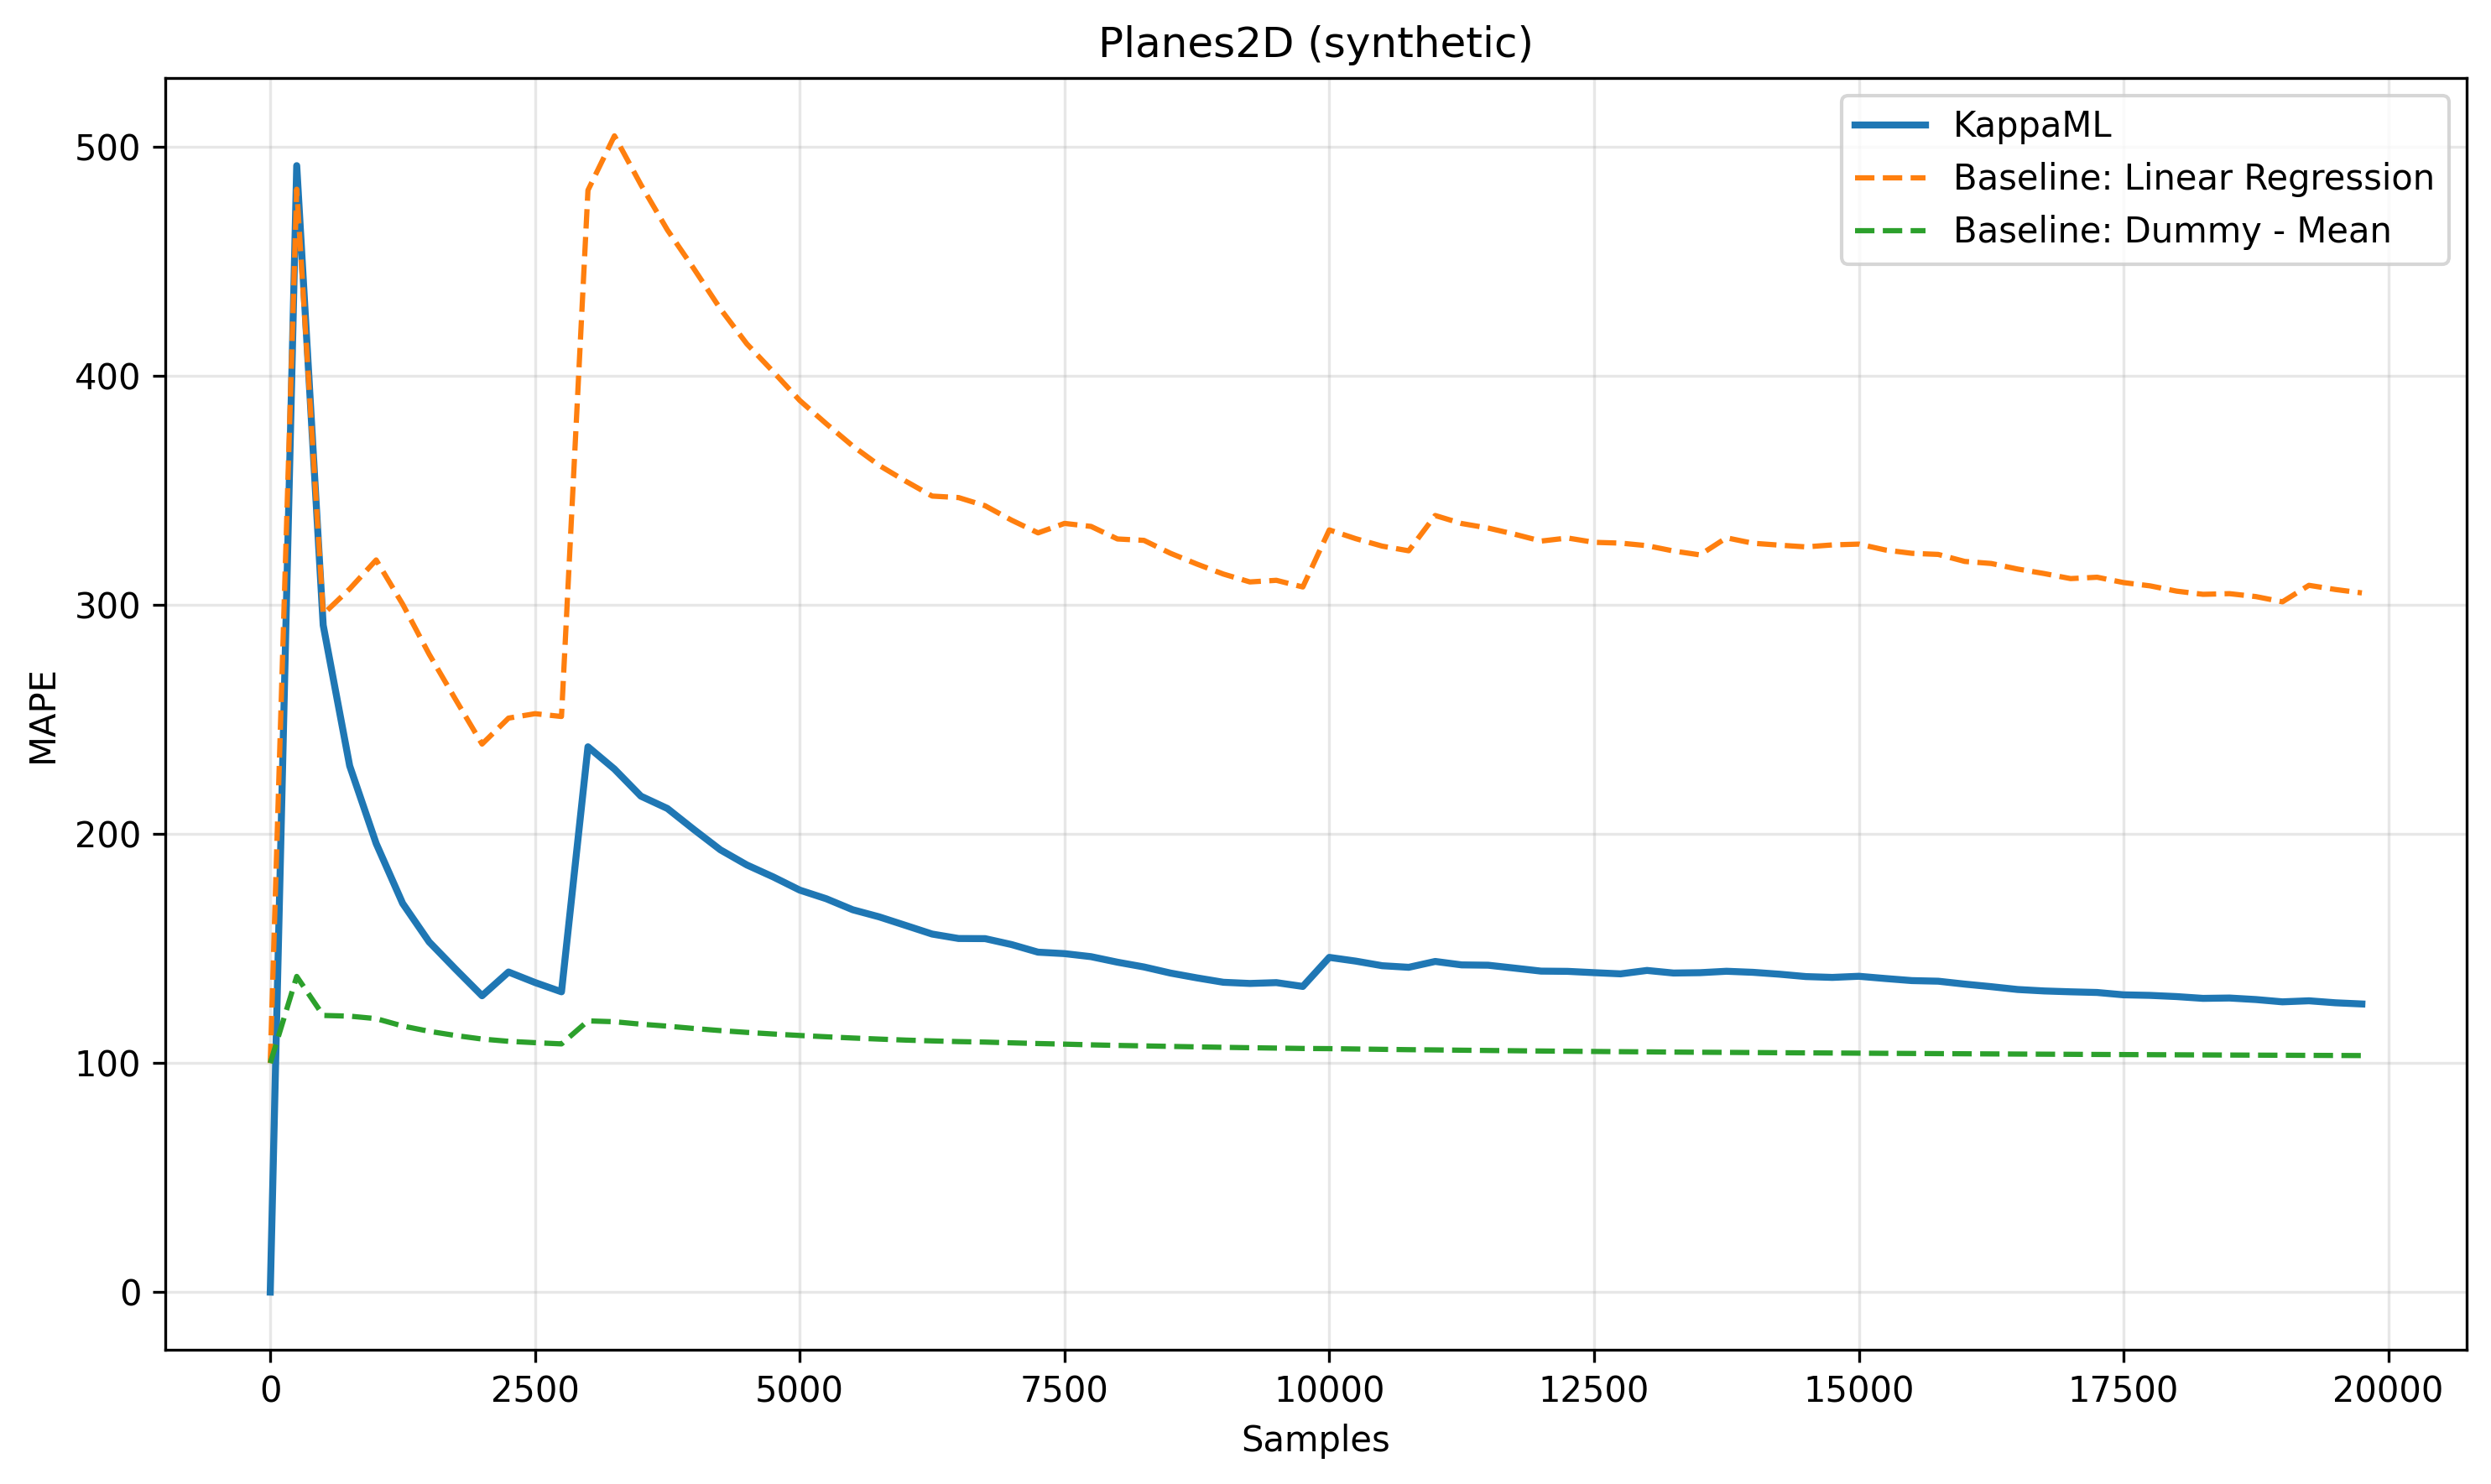 Planes2D (synthetic)
KappaML
Baseline: Linear Regression
Baseline: Dummy - Mean
500
400
300
200
100
0
MAPE
0 2500 5000 7500 10000 12500 15000 17500 20000
Samples